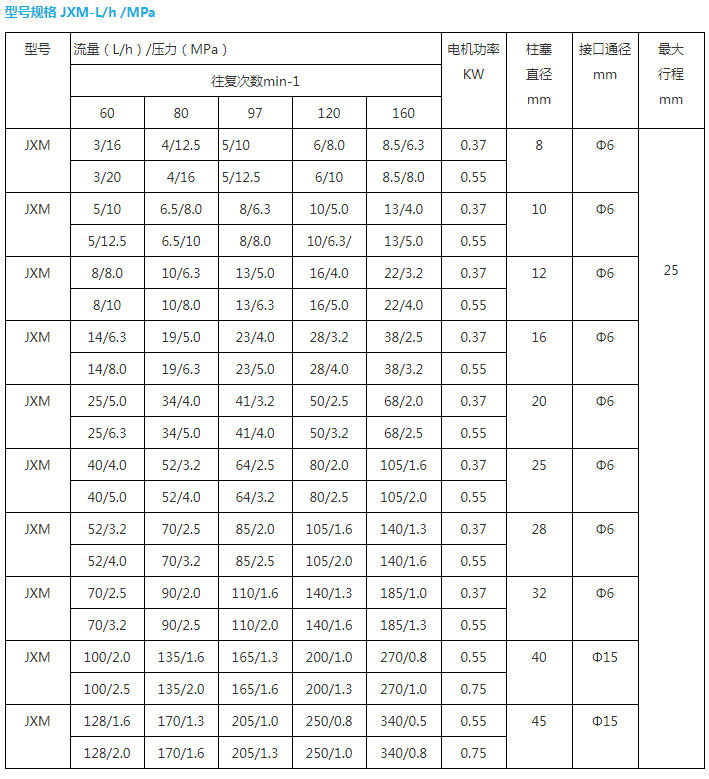 型号规格 JXM-L/h /MPa
型号 流量（L/h）/压力（MPa） 电机功率 KW 柱塞 直径 mm 接口通径 mm 最大 行程 mm
往复次数min-1
60 80 97 120 160
JXM 3/16 4/12.5 5/10 6/8.0 8.5/6.3 0.37 8 Φ6
3/20 4/16 5/12.5 6/10 8.5/8.0 0.55
JXM 5/10 6.5/8.0 8/6.3 10/5.0 13/4.0 0.37 10 Φ6
5/12.5 6.5/10 8/8.0 10/6.3/ 13/5.0 0.55
JXM 8/8.0 10/6.3 13/5.0 16/4.0 22/3.2 0.37 12 Φ6 25
8/10 10/8.0 13/6.3 16/5.0 22/4.0 0.55
JXM 14/6.3 19/5.0 23/4.0 28/3.2 38/2.5 0.37 16 Φ6
14/8.0 19/6.3 23/5.0 28/4.0 38/3.2 0.55
JXM 25/5.0 34/4.0 41/3.2 50/2.5 68/2.0 0.37 20 Φ6
25/6.3 34/5.0 41/4.0 50/3.2 68/2.5 0.55
JXM 40/4.0 52/3.2 64/2.5 80/2.0 105/1.6 0.37 25 Φ6
40/5.0 52/4.0 64/3.2 80/2.5 105/2.0 0.55
JXM 52/3.2 70/2.5 85/2.0 105/1.6 140/1.3 0.37 28 Φ6
52/4.0 70/3.2 85/2.5 105/2.0 140/1.6 0.55
JXM 70/2.5 90/2.0 110/1.6 140/1.3 185/1.0 0.37 32 Φ6
70/3.2 90/2.5 110/2.0 140/1.6 185/1.3 0.55
JXM 100/2.0 135/1.6 165/1.3 200/1.0 270/0.8 0.55 40 Φ15
100/2.5 135/2.0 165/1.6 200/1.3 270/1.0 0.75
JXM 128/1.6 170/1.3 205/1.0 250/0.8 340/0.5 0.55 45 Φ15
128/2.0 170/1.6 205/1.3 250/1.0 340/0.8 0.75